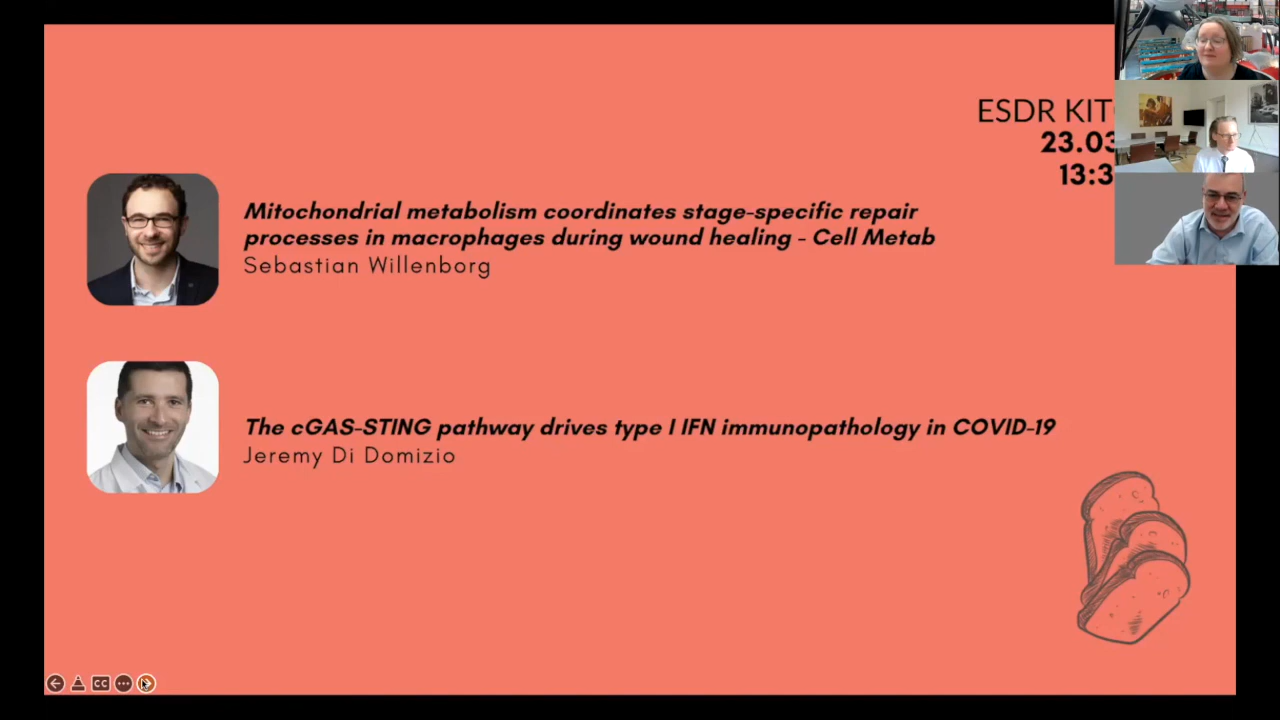 ESDR KIT
23.03
13:3
Mitochondrial metabolism coordinates stage-specific repair
processes in macrophages during wound healing - Cell Metab
Sebastian Willenborg
The cGAS-STING pathway drives type I IFN immunopathology in COVID-19
Jeremy Di Domizio
CC